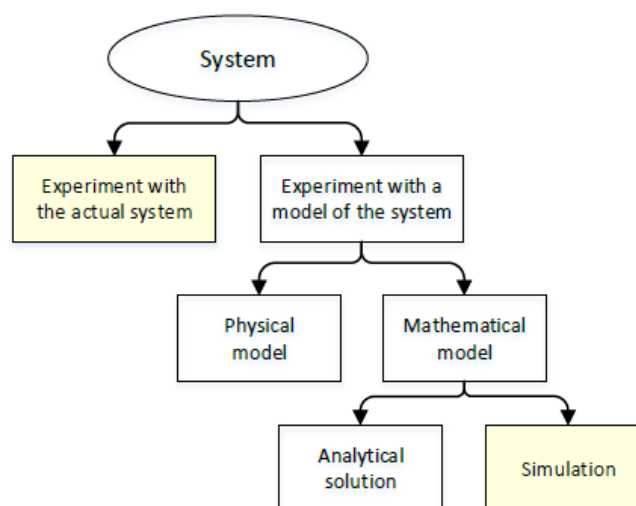 System
Experiment with
the actual system
Experiment with a
model of the system
Physical
model
Mathematical
model
Analytical
solution
Simulation